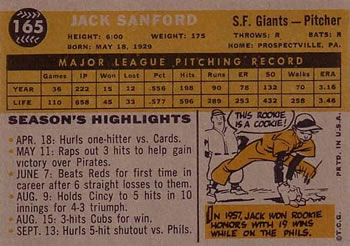 165
JACK SANFORD
S.F. Giants — Pitcher
HEIGHT: 6:00 WEIGHT: 175 THROWS: R BATS: R
BORN: MAY 18, 1929 HOME: PROSPECTVILLE, PA.
MAJOR LEAGUE PITCHING RECORD
Games IP Won Lost Pct. Hits Runs ER SO BB ERA
YEAR 36 222 15 12 .556 198 90 78 132 70 3.16
LIFE 110 658 45 33 .577 589 289 253 457 296 3.46
SEASON'S HIGHLIGHTS
• APR. 18: Hurls one-hitter vs. Cards.
• MAY 11: Raps out 3 hits to help gain
victory over Pirates.
• JUNE 7: Beats Reds for first time in
career after 6 straight losses to them.
• AUG. 9: Holds Cincy to 5 hits in 10
innings for 4-3 triumph.
• AUG. 15: 3-hits Cubs for win.
• SEPT. 13: Hurls 5-hit shutout vs. Phils.
THIS ROOKIE
IS A COOKIE!
IN 1957, JACK WON ROOKIE
HONORS WITH 19 WINS
WHILE ON THE PHILS.
©T.C.G. PRTD. IN U.S.A.